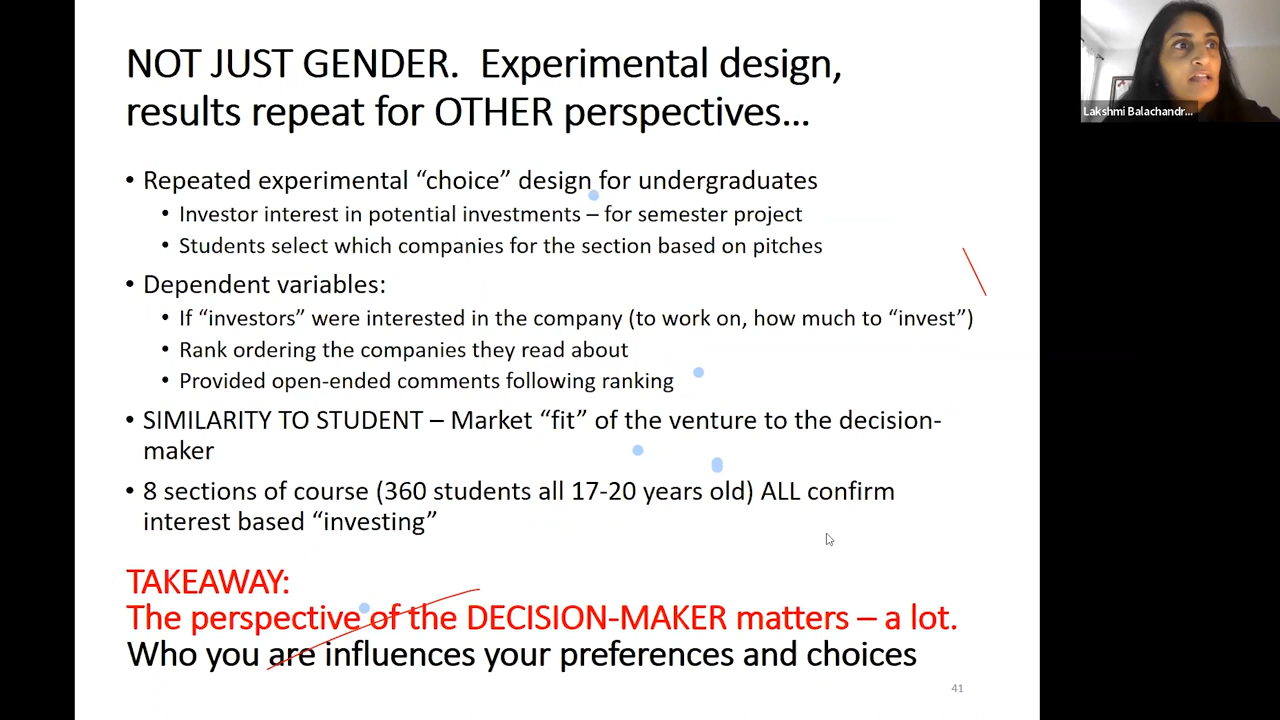 NOT JUST GENDER.  Experimental design,
results repeat for OTHER perspectives...
• Repeated experimental “choice” design for undergraduates
• Investor interest in potential investments – for semester project
• Students select which companies for the section based on pitches
• Dependent variables:
• If “investors” were interested in the company (to work on, how much to “invest”)
• Rank ordering the companies they read about
• Provided open-ended comments following ranking
• SIMILARITY TO STUDENT – Market “fit” of the venture to the decision-
maker
• 8 sections of course (360 students all 17-20 years old) ALL confirm
interest based “investing”
TAKEAWAY:
The perspective of the DECISION-MAKER matters – a lot.
Who you are influences your preferences and choices
41
Lakshmi Balachandr...